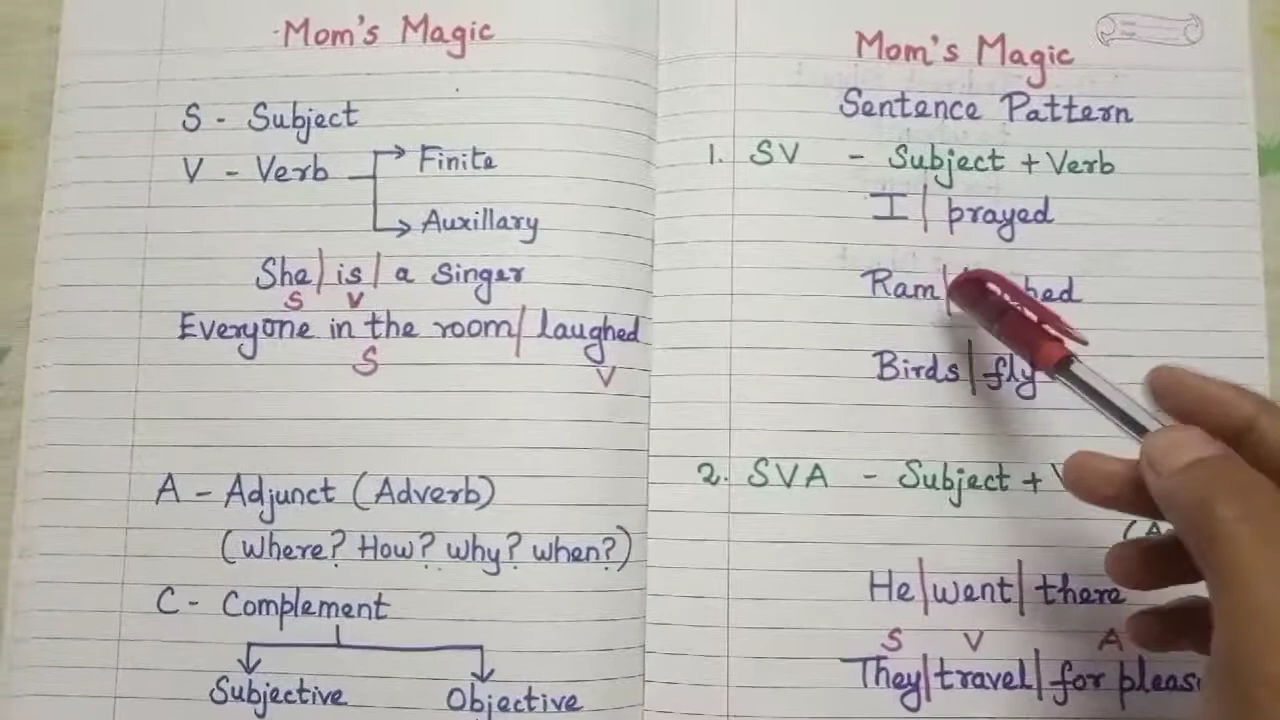 Mom's Magic
S - Subject
V - Verb
Finite
Auxillary
She | is | a singer
S V
Everyone in the room | laughed
S V
A - Adjunct (Adverb)
(Where? How? why? when?)
C - Complement
Subjective Objective
Mom's Magic
Sentence Pattern
1. SV - Subject + Verb
I | prayed
Ram |
Birds | fly
2. SVA - Subject +
He | went | there
S V A
They | travel | for